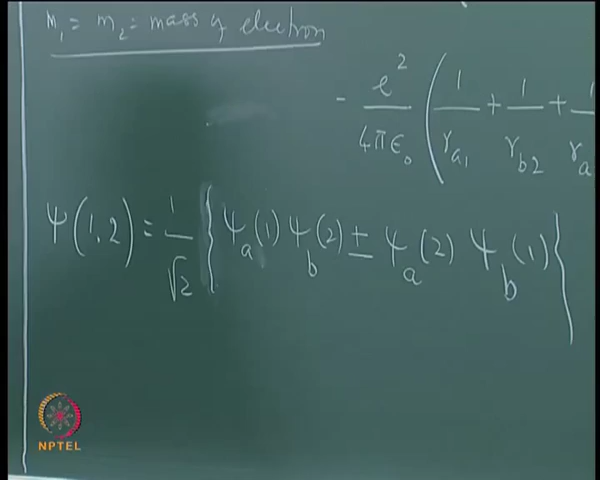 m₁ = m₂ = mass of electron
- e²/4πε₀ ( 1/r_a1 + 1/r_b2 + 1/r_a
Ψ(1,2) = 1/√2 { Ψ_a(1) Ψ_b(2) ± Ψ_a(2) Ψ_b(1) }
NPTEL